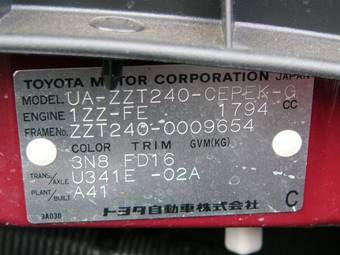 TOYOTA MOTOR CORPORATION JAPAN
MODEL UA-ZZT240-CEPEK-G
ENGINE 1ZZ-FE 1794 CC
FRAME No. ZZT240-0009654
COLOR TRIM GVM(KG)
3N8 FD16
TRANS/AXLE U341E -02A
PLANT/BUILT A41
トヨタ自動車株式会社 C
9A030